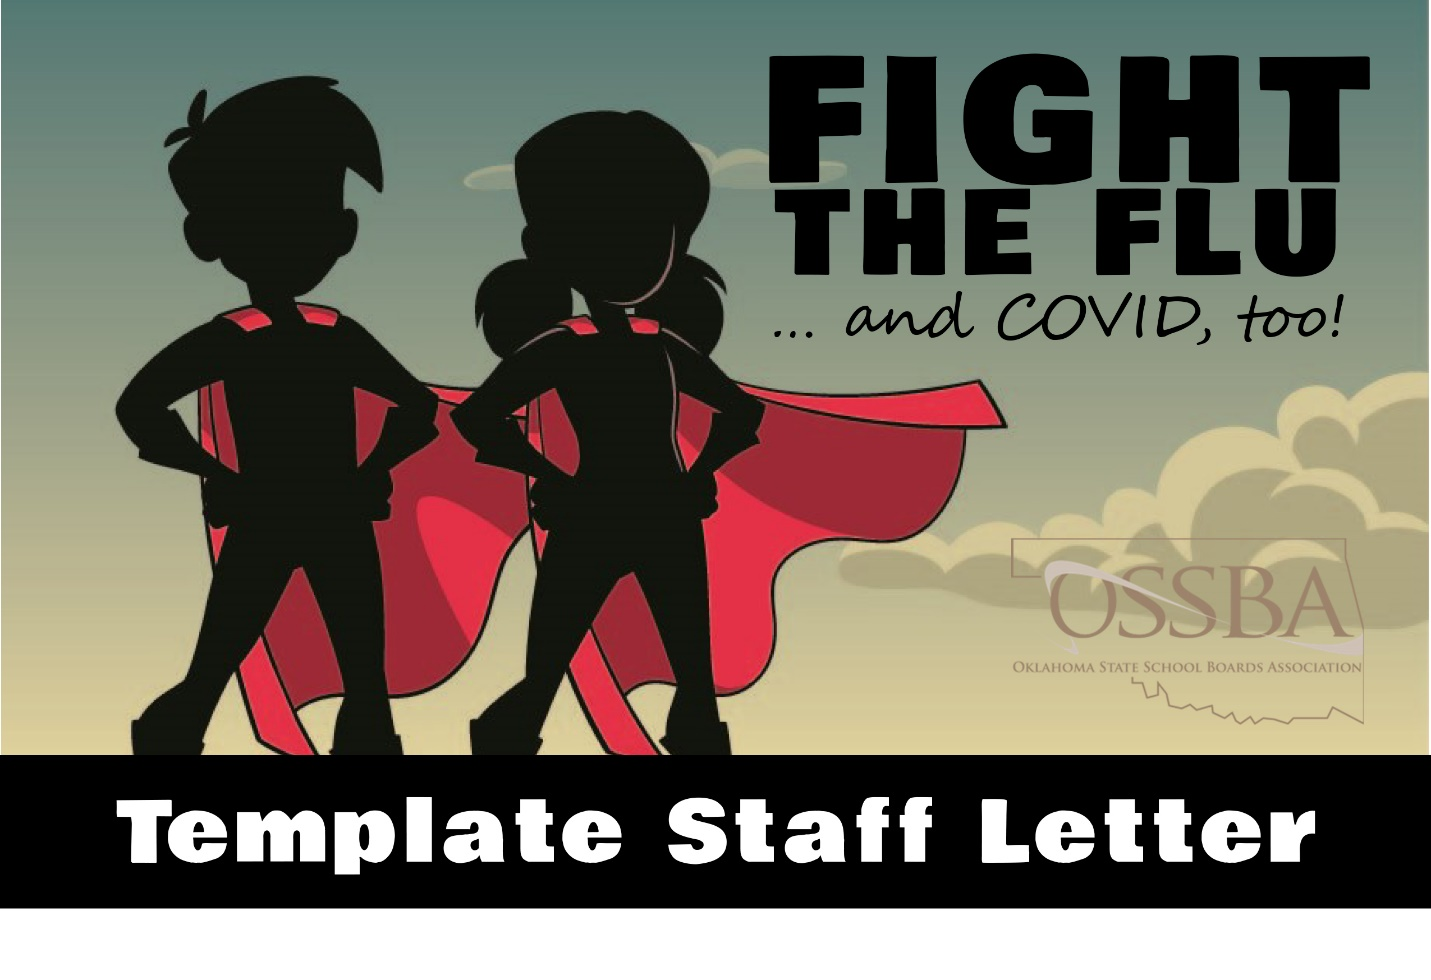 FIGHT
THE FLU
... and COVID, too!
OSSBA
OKLAHOMA STATE SCHOOL BOARDS ASSOCIATION
Template Staff Letter